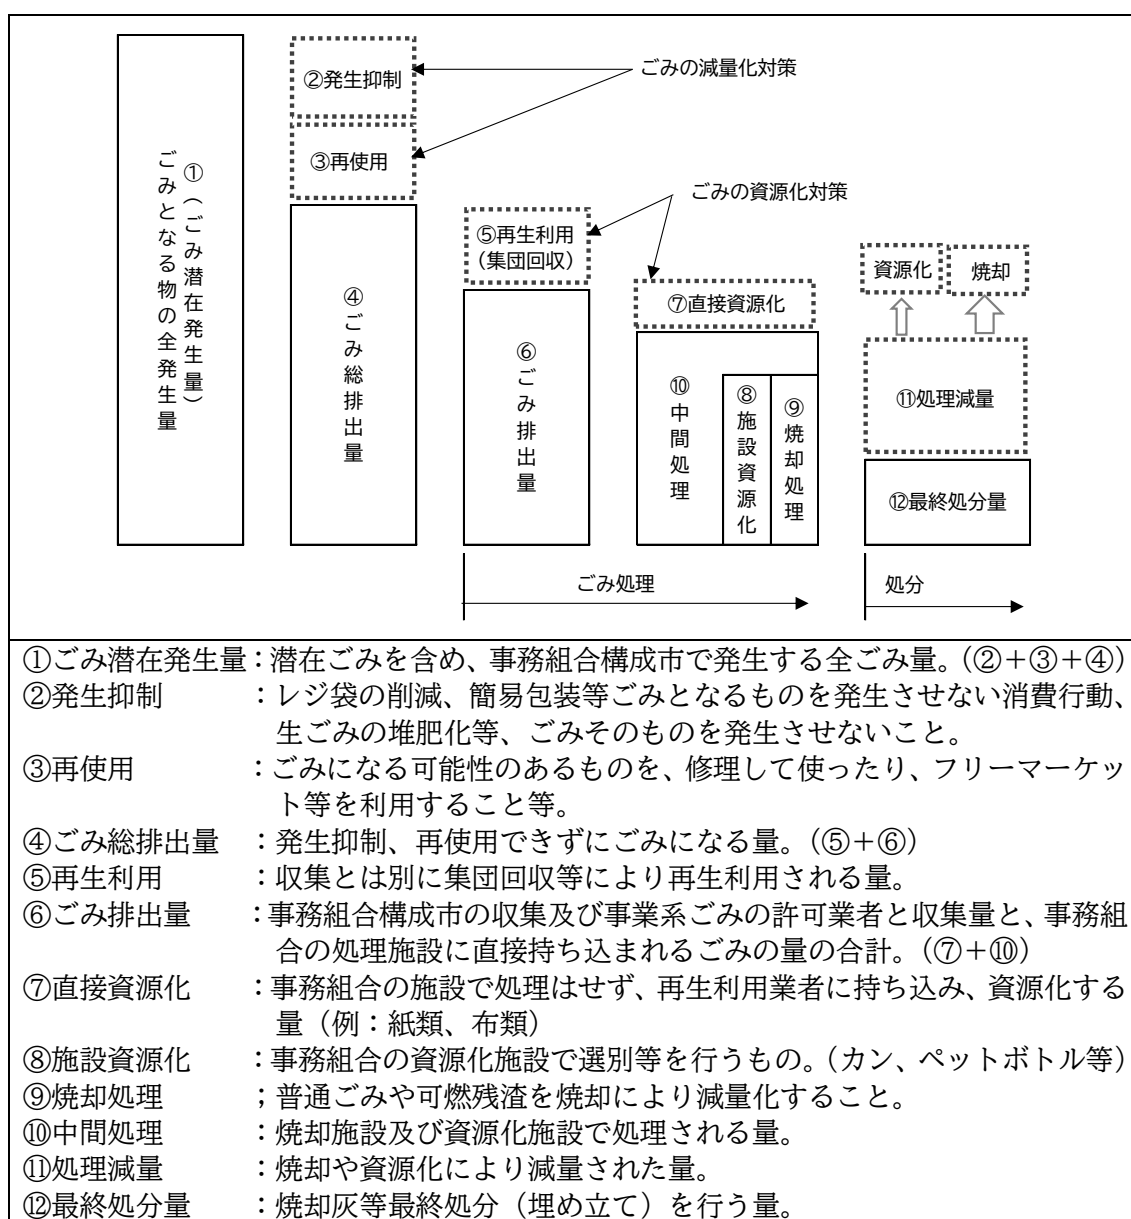 ①（ごみ潜在発生量）
ごみとなる物の全発生量
②発生抑制
③再使用
ごみの減量化対策
④ごみ総排出量
⑤再生利用
（集団回収）
ごみの資源化対策
⑥ごみ排出量
⑦直接資源化
⑩中間処理
⑧施設資源化
⑨焼却処理
資源化
焼却
⑪処理減量
⑫最終処分量
ごみ処理
処分
①ごみ潜在発生量：潜在ごみを含め、事務組合構成市で発生する全ごみ量。（②＋③＋④）
②発生抑制　　　：レジ袋の削減、簡易包装等ごみとなるものを発生させない消費行動、
生ごみの堆肥化等、ごみそのものを発生させないこと。
③再使用　　　　：ごみになる可能性のあるものを、修理して使ったり、フリーマーケッ
ト等を利用すること等。
④ごみ総排出量　：発生抑制、再使用できずにごみになる量。（⑤＋⑥）
⑤再生利用　　　：収集とは別に集団回収等により再生利用される量。
⑥ごみ排出量　　：事務組合構成市の収集及び事業系ごみの許可業者と収集量と、事務組
合の処理施設に直接持ち込まれるごみの量の合計。（⑦＋⑩）
⑦直接資源化　　：事務組合の施設で処理はせず、再生利用業者に持ち込み、資源化する
量（例：紙類、布類）
⑧施設資源化　　：事務組合の資源化施設で選別等を行うもの。（カン、ペットボトル等）
⑨焼却処理　　　；普通ごみや可燃残渣を焼却により減量化すること。
⑩中間処理　　　：焼却施設及び資源化施設で処理される量。
⑪処理減量　　　：焼却や資源化により減量された量。
⑫最終処分量　　：焼却灰等最終処分（埋め立て）を行う量。